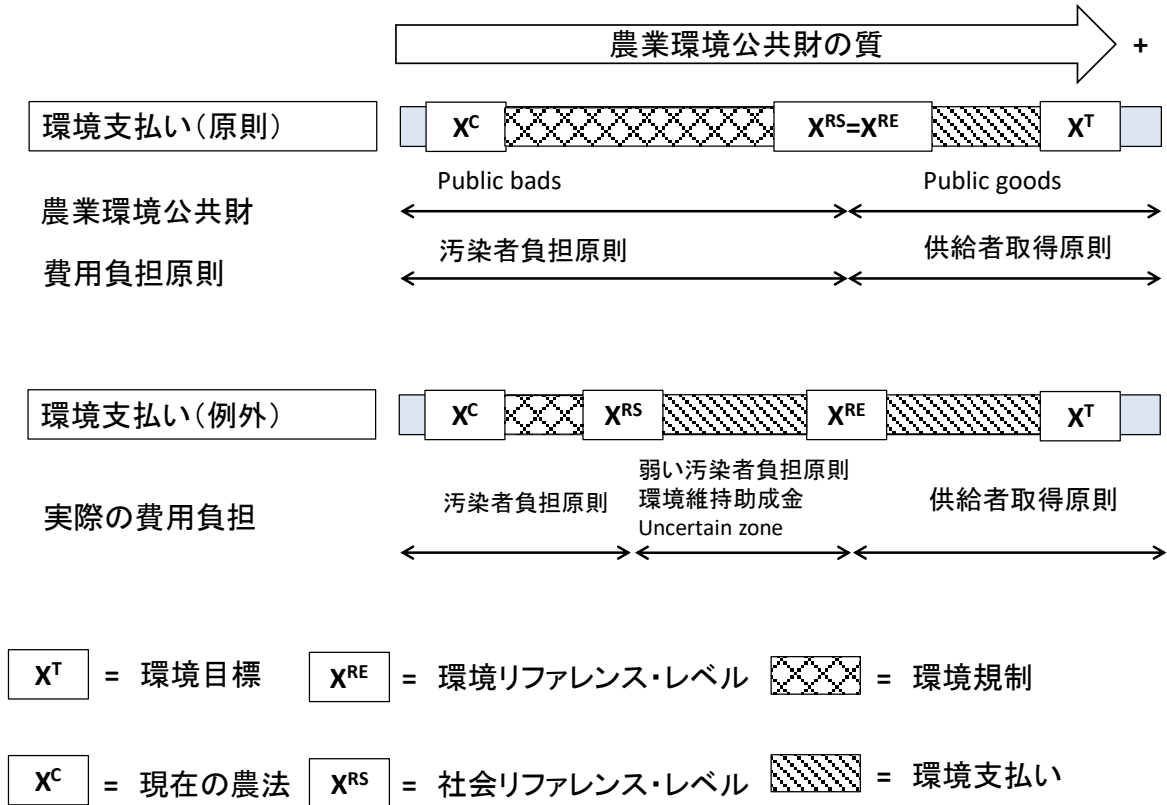 農業環境公共財の質 +
環境支払い(原則) XC XRS=XRE XT
Public bads Public goods
農業環境公共財
汚染者負担原則 供給者取得原則
費用負担原則
環境支払い(例外) XC XRS XRE XT
弱い汚染者負担原則
実際の費用負担 汚染者負担原則 環境維持助成金 供給者取得原則
Uncertain zone
XT = 環境目標 XRE = 環境リファレンス・レベル = 環境規制
XC = 現在の農法 XRS = 社会リファレンス・レベル = 環境支払い